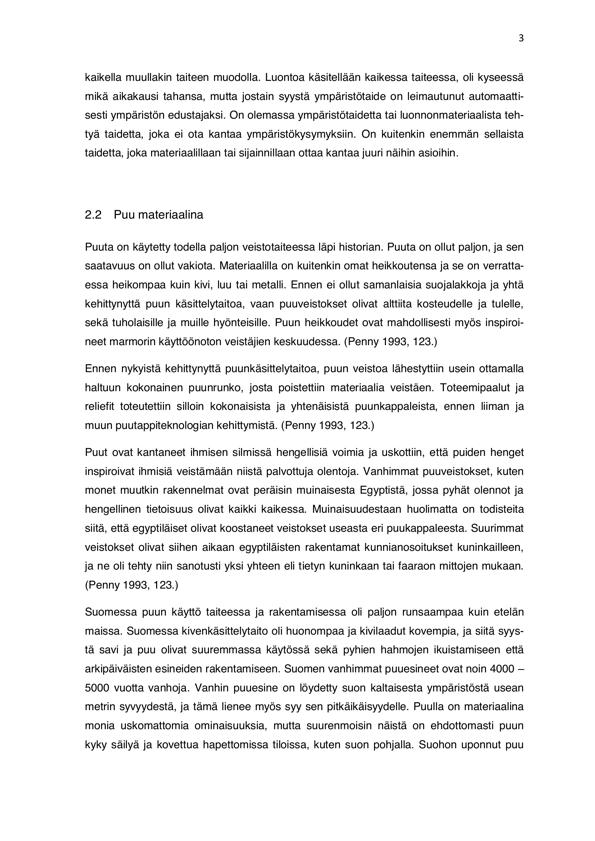 3
kaikella muullakin taiteen muodolla. Luontoa käsitellään kaikessa taiteessa, oli kyseessä
mikä aikakausi tahansa, mutta jostain syystä ympäristötaide on leimautunut automaatti-
sesti ympäristön edustajaksi. On olemassa ympäristötaidetta tai luonnonmateriaalista teh-
tyä taidetta, joka ei ota kantaa ympäristökysymyksiin. On kuitenkin enemmän sellaista
taidetta, joka materiaalillaan tai sijainnillaan ottaa kantaa juuri näihin asioihin.
2.2 Puu materiaalina
Puuta on käytetty todella paljon veistotaiteessa läpi historian. Puuta on ollut paljon, ja sen
saatavuus on ollut vakiota. Materiaalilla on kuitenkin omat heikkoutensa ja se on verratta-
essa heikompaa kuin kivi, luu tai metalli. Ennen ei ollut samanlaisia suojalakkoja ja yhtä
kehittynyttä puun käsittelytaitoa, vaan puuveistokset olivat alttiita kosteudelle ja tulelle,
sekä tuholaisille ja muille hyönteisille. Puun heikkoudet ovat mahdollisesti myös inspiroi-
neet marmorin käyttöönoton veistäjien keskuudessa. (Penny 1993, 123.)
Ennen nykyistä kehittynyttä puunkäsittelytaitoa, puun veistoa lähestyttiin usein ottamalla
haltuun kokonainen puunrunko, josta poistettiin materiaalia veistäen. Toteemipaalut ja
reliefit toteutettiin silloin kokonaisista ja yhtenäisistä puunkappaleista, ennen liiman ja
muun puutappiteknologian kehittymistä. (Penny 1993, 123.)
Puut ovat kantaneet ihmisen silmissä hengellisiä voimia ja uskottiin, että puiden henget
inspiroivat ihmisiä veistämään niistä palvottuja olentoja. Vanhimmat puuveistokset, kuten
monet muutkin rakennelmat ovat peräisin muinaisesta Egyptistä, jossa pyhät olennot ja
hengellinen tietoisuus olivat kaikki kaikessa. Muinaisuudestaan huolimatta on todisteita
siitä, että egyptiläiset olivat koostaneet veistokset useasta eri puukappaleesta. Suurimmat
veistokset olivat siihen aikaan egyptiläisten rakentamat kunnianosoitukset kuninkailleen,
ja ne oli tehty niin sanotusti yksi yhteen eli tietyn kuninkaan tai faaraon mittojen mukaan.
(Penny 1993, 123.)
Suomessa puun käyttö taiteessa ja rakentamisessa oli paljon runsaampaa kuin etelän
maissa. Suomessa kivenkäsittelytaito oli huonompaa ja kivilaadut kovempia, ja siitä syys-
tä savi ja puu olivat suuremmassa käytössä sekä pyhien hahmojen ikuistamiseen että
arkipäiväisten esineiden rakentamiseen. Suomen vanhimmat puuesineet ovat noin 4000 –
5000 vuotta vanhoja. Vanhin puuesine on löydetty suon kaltaisesta ympäristöstä usean
metrin syvyydestä, ja tämä lienee myös syy sen pitkäikäisyydelle. Puulla on materiaalina
monia uskomattomia ominaisuuksia, mutta suurenmoisin näistä on ehdottomasti puun
kyky säilyä ja kovettua hapettomissa tiloissa, kuten suon pohjalla. Suohon uponnut puu